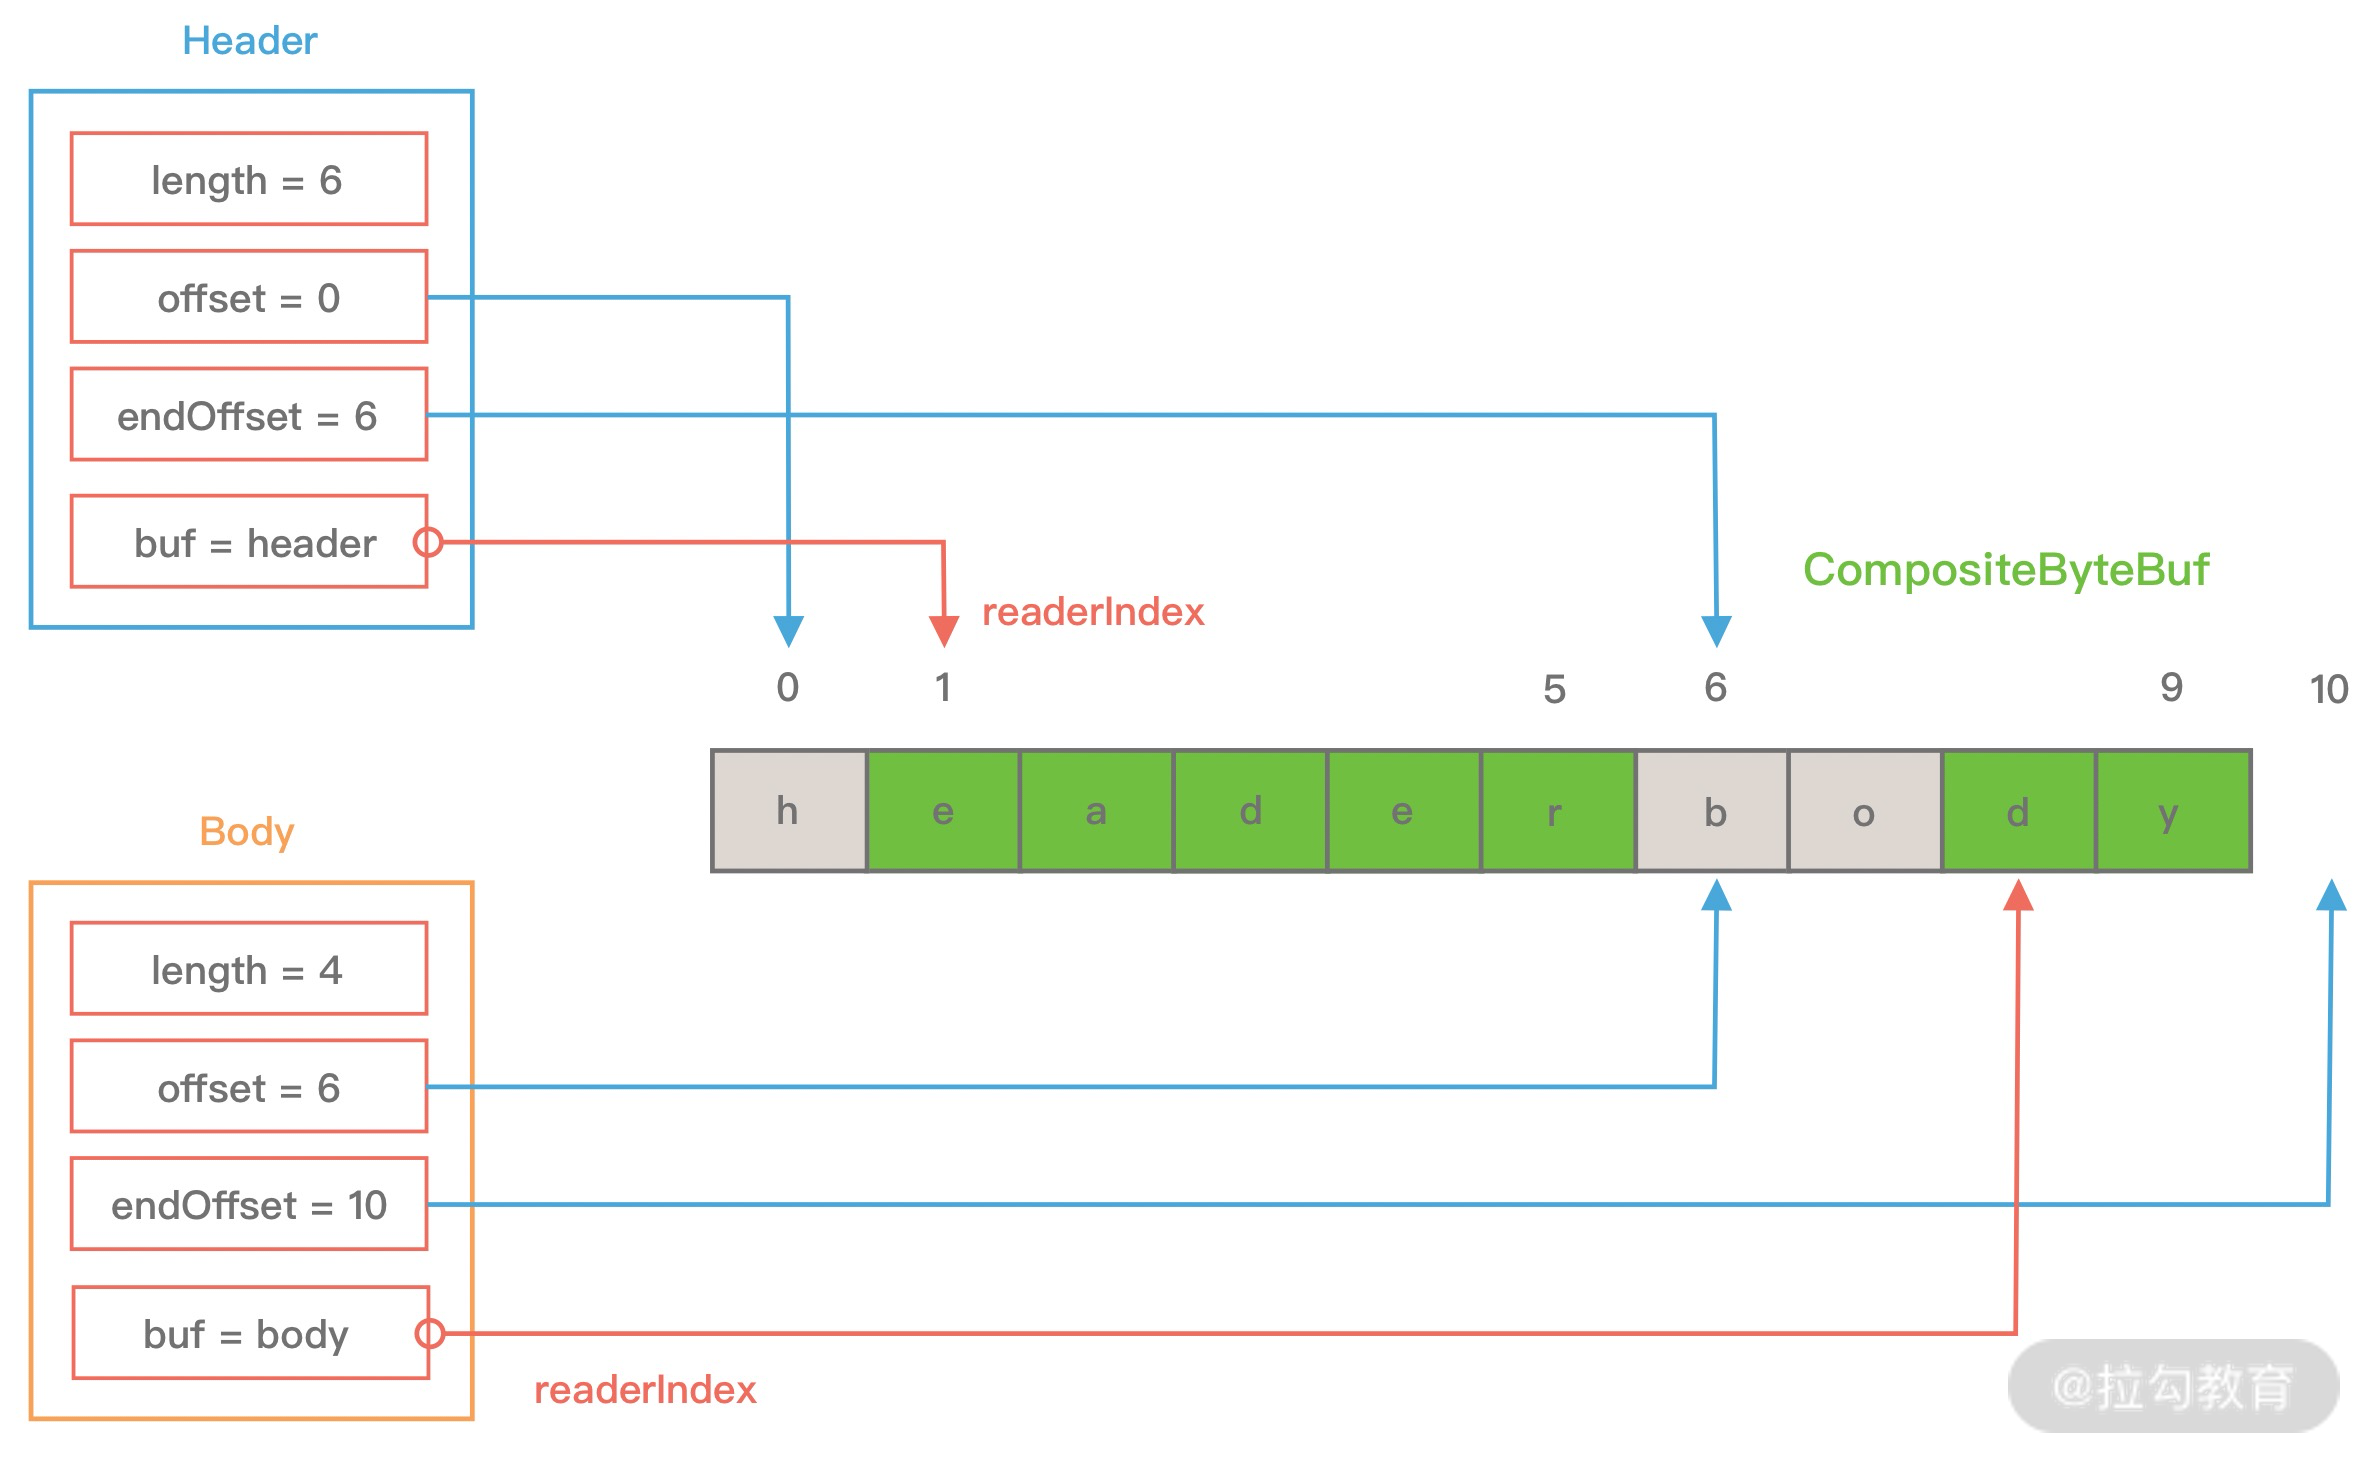 Header
length = 6
offset = 0
endOffset = 6
buf = header
readerIndex
CompositeByteBuf
0 1 5 6 9 10
h e a d e r b o d y
Body
length = 4
offset = 6
endOffset = 10
buf = body
readerIndex
@拉勾教育